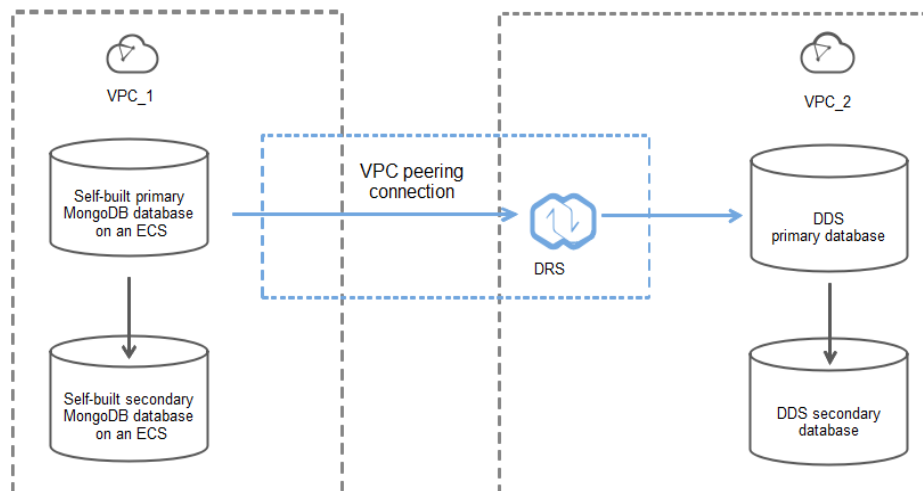 VPC_1
VPC_2
Self-built primary
MongoDB database
on an ECS
VPC peering
connection
DRS
DDS
primary database
Self-built secondary
MongoDB database
on an ECS
DDS secondary
database